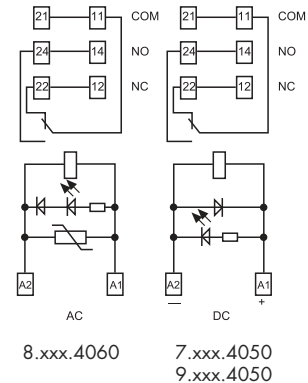 21 11 COM 21 11 COM
24 14 NO 24 14 NO
22 12 NC 22 12 NC
A2 A1 A2 A1
— +
AC DC
8.xxx.4060 7.xxx.4050
9.xxx.4050